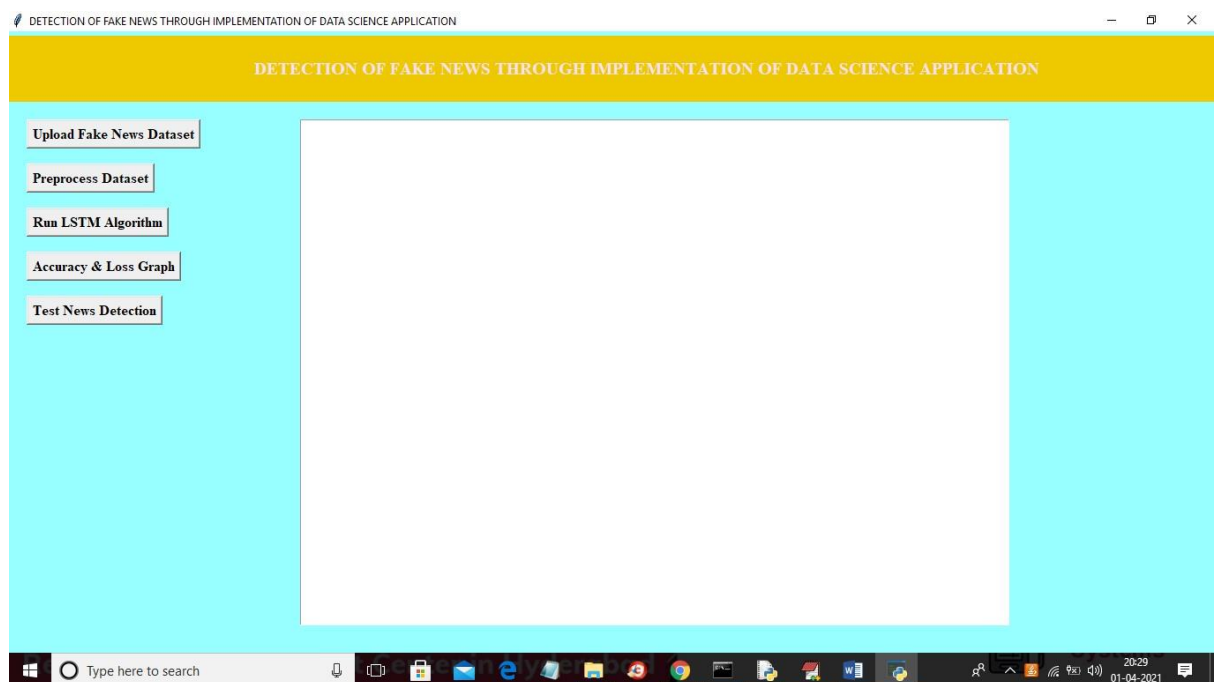 DETECTION OF FAKE NEWS THROUGH IMPLEMENTATION OF DATA SCIENCE APPLICATION
DETECTION OF FAKE NEWS THROUGH IMPLEMENTATION OF DATA SCIENCE APPLICATION
Upload Fake News Dataset
Preprocess Dataset
Run LSTM Algorithm
Accuracy & Loss Graph
Test News Detection
Type here to search
20:29
01-04-2021